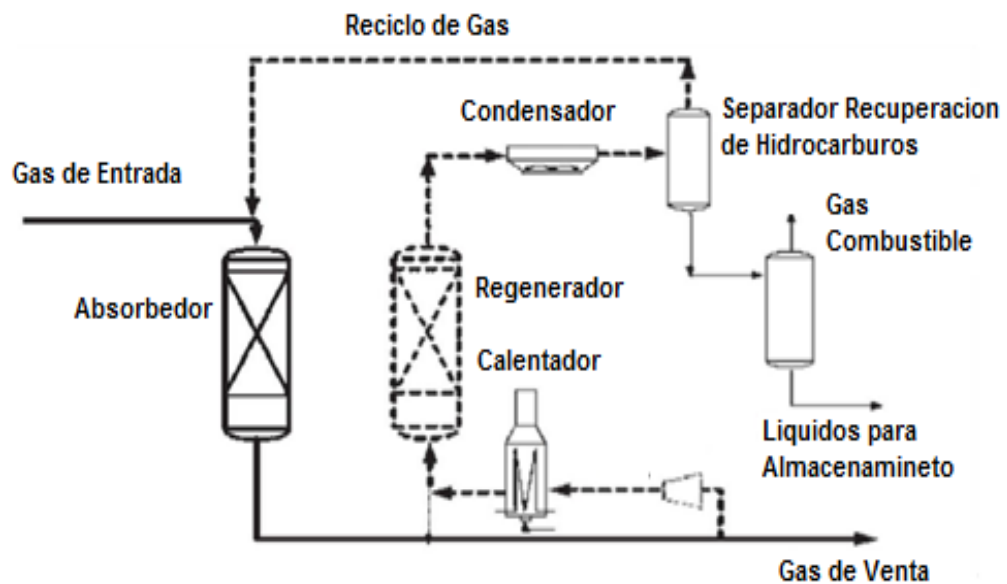 Reciclo de Gas
Condensador
Separador Recuperacion
de Hidrocarburos
Gas de Entrada
Gas
Combustible
Absorbedor
Regenerador
Calentador
Liquidos para
Almacenamineto
Gas de Venta